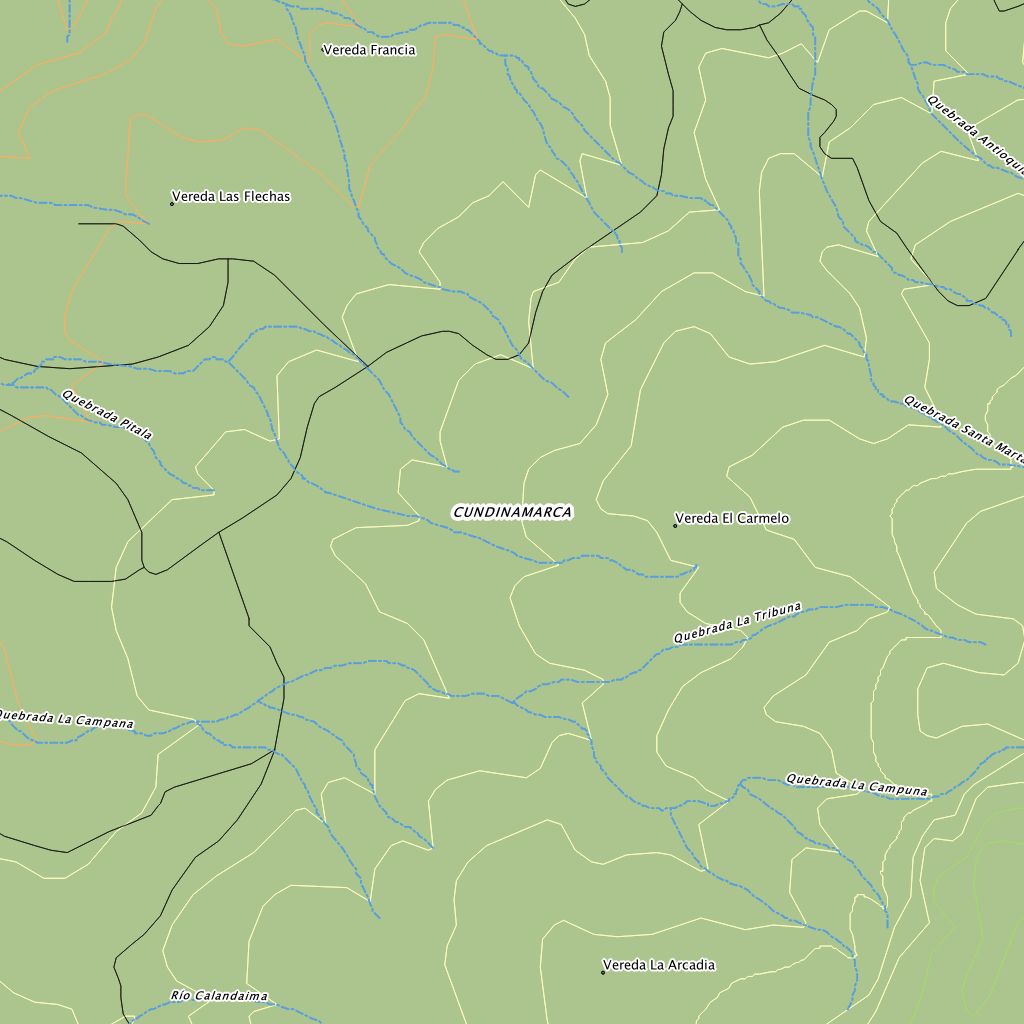 Vereda Francia
Quebrada Antioquia
Vereda Las Flechas
Quebrada Pitala
Quebrada Santa Marta
CUNDINAMARCA
Vereda El Carmelo
Quebrada La Tribuna
Quebrada La Campana
Quebrada La Campuna
Vereda La Arcadia
Río Calandaima